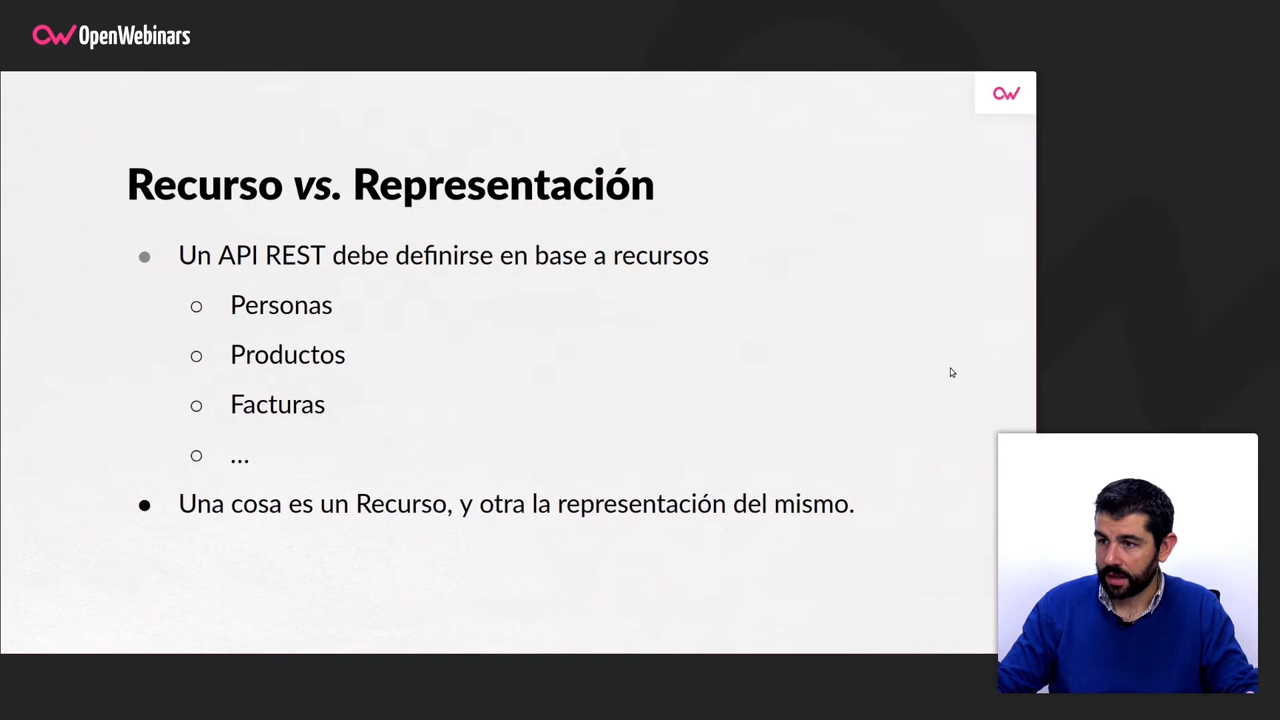 OpenWebinars
Recurso vs. Representación
Un API REST debe definirse en base a recursos
Personas
Productos
Facturas
...
Una cosa es un Recurso, y otra la representación del mismo.